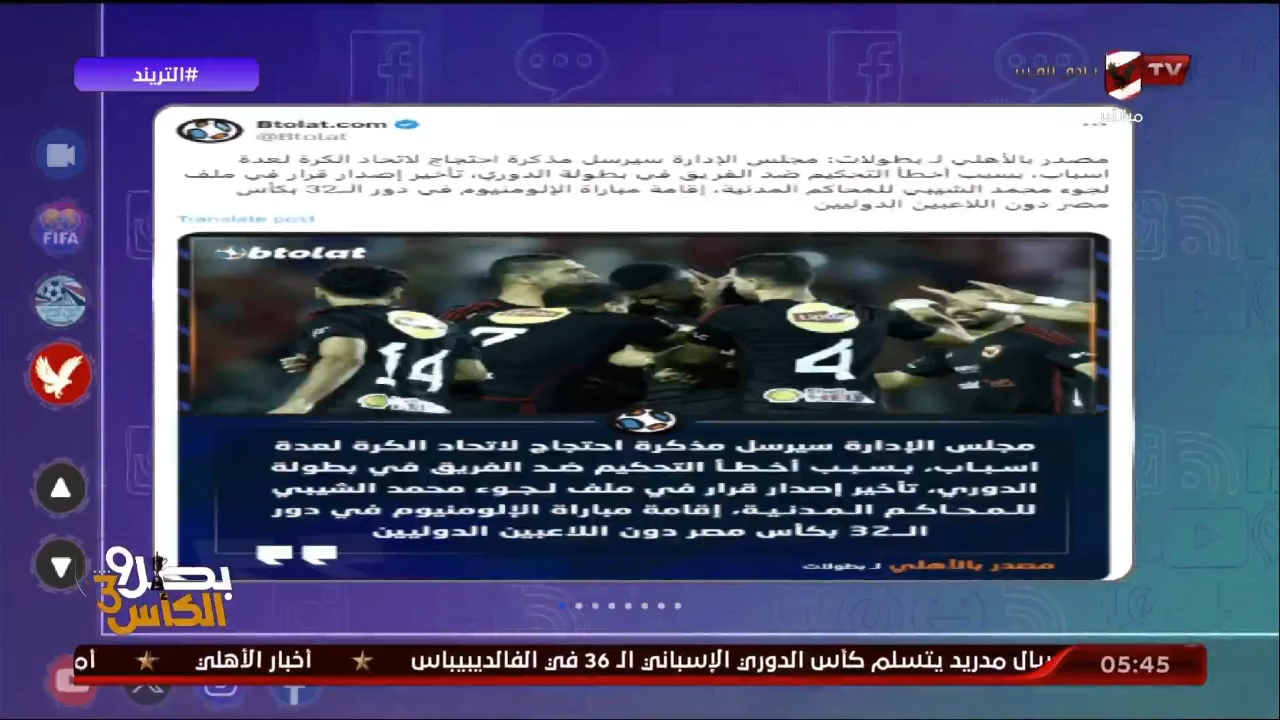 #التريند
TV
مباشر
Btolat.com
@Btolat
مصدر بالأهلي لـ بطولات: مجلس الإدارة سيرسل مذكرة احتجاج لاتحاد الكرة لعدة
اسباب، بسبب أخطأ التحكيم ضد الفريق في بطولة الدوري، تأخير إصدار قرار في ملف
لجوء محمد الشيبي للمحاكم المدنية، إقامة مباراة الإلومنيوم في دور الـ32 بكأس
مصر دون اللاعبين الدوليين
Translate post
btolat
FIFA
14
4
مجلس الإدارة سيرسل مذكرة احتجاج لاتحاد الكرة لعدة
اسباب، بسبب أخطأ التحكيم ضد الفريق في بطولة
الدوري، تأخير إصدار قرار في ملف لجوء محمد الشيبي
للمحاكم المدنية، إقامة مباراة الإلومنيوم في دور
الـ32 بكأس مصر دون اللاعبين الدوليين
مصدر بالأهلي لـ بطولات
الكأس
ريال مدريد يتسلم كأس الدوري الإسباني الـ 36 في الفالديبيباس ★ أخبار الأهلي ★
05:45